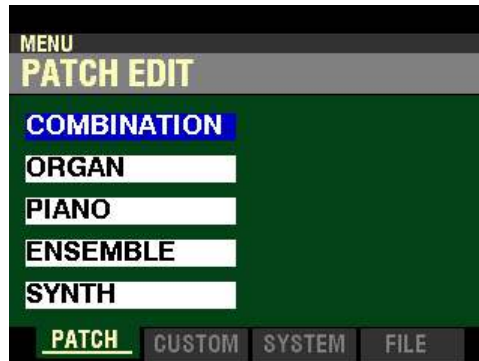 MENU
PATCH EDIT
COMBINATION
ORGAN
PIANO
ENSEMBLE
SYNTH
PATCH CUSTOM SYSTEM FILE